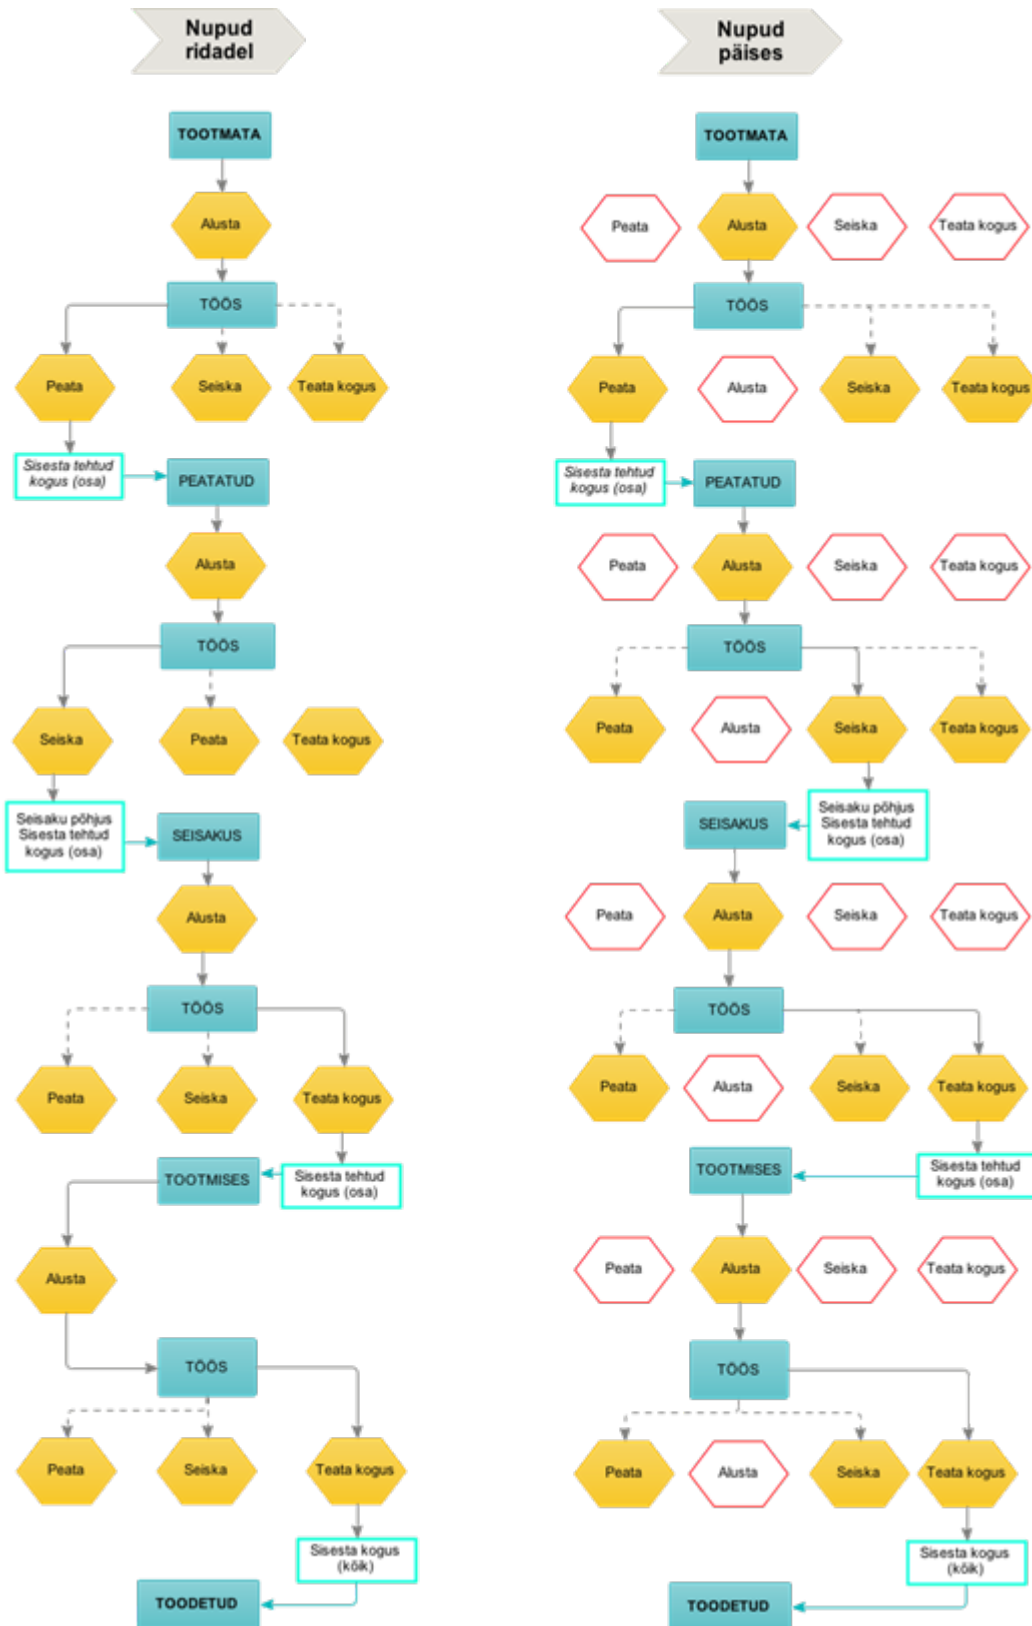 Nupud
ridadel
TOOTMATA
Alusta
TÖÖS
Peata
Seiska
Teata kogus
Sisesta tehtud
kogus (osa)
PEATATUD
Alusta
TÖÖS
Seiska
Peata
Teata kogus
Seisaku põhjus
Sisesta tehtud
kogus (osa)
SEISAKUS
Alusta
TÖÖS
Peata
Seiska
Teata kogus
TOOTMISES
Sisesta tehtud
kogus (osa)
Alusta
TÖÖS
Peata
Seiska
Teata kogus
Sisesta kogus
(kõik)
TOODETUD
Nupud
päises
TOOTMATA
Peata
Alusta
Seiska
Teata kogus
TÖÖS
Peata
Alusta
Seiska
Teata kogus
Sisesta tehtud
kogus (osa)
PEATATUD
Peata
Alusta
Seiska
Teata kogus
TÖÖS
Peata
Alusta
Seiska
Teata kogus
SEISAKUS
Seisaku põhjus
Sisesta tehtud
kogus (osa)
Peata
Alusta
Seiska
Teata kogus
TÖÖS
Peata
Alusta
Seiska
Teata kogus
TOOTMISES
Sisesta tehtud
kogus (osa)
Peata
Alusta
Seiska
Teata kogus
TÖÖS
Peata
Alusta
Seiska
Teata kogus
Sisesta kogus
(kõik)
TOODETUD